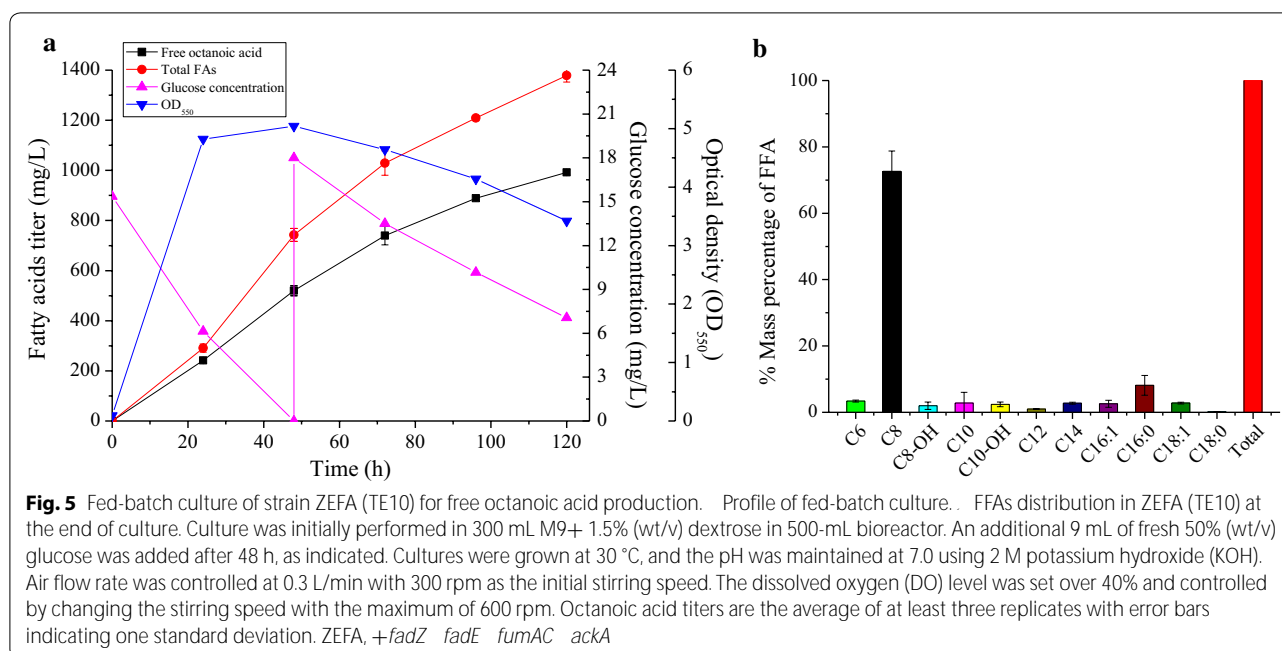 a
Free octanoic acid
Total FAs
Glucose concentration
OD550
1400
1200
1000
800
600
400
200
0
Fatty acids titer (mg/L)
0 20 40 60 80 100 120
Time (h)
24
21
18
15
12
9
6
3
0
Glucose concentration (mg/L)
6
5
4
3
2
1
0
Optical density (OD550)
b
100
80
60
40
20
0
% Mass percentage of FFA
C6 C8 C8-OH C10 C10-OH C12 C14 C16:1 C16:0 C18:1 C18:0 Total
Fig. 5 Fed-batch culture of strain ZEFA (TE10) for free octanoic acid production. Profile of fed-batch culture. . FFAs distribution in ZEFA (TE10) at
the end of culture. Culture was initially performed in 300 mL M9+ 1.5% (wt/v) dextrose in 500-mL bioreactor. An additional 9 mL of fresh 50% (wt/v)
glucose was added after 48 h, as indicated. Cultures were grown at 30 °C, and the pH was maintained at 7.0 using 2 M potassium hydroxide (KOH).
Air flow rate was controlled at 0.3 L/min with 300 rpm as the initial stirring speed. The dissolved oxygen (DO) level was set over 40% and controlled
by changing the stirring speed with the maximum of 600 rpm. Octanoic acid titers are the average of at least three replicates with error bars
indicating one standard deviation. ZEFA, +fadZ fadE fumAC ackA